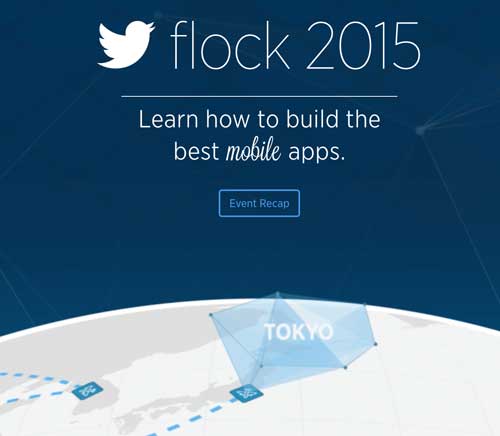 flock 2015
Learn how to build the
best mobile apps.
Event Recap
TOKYO